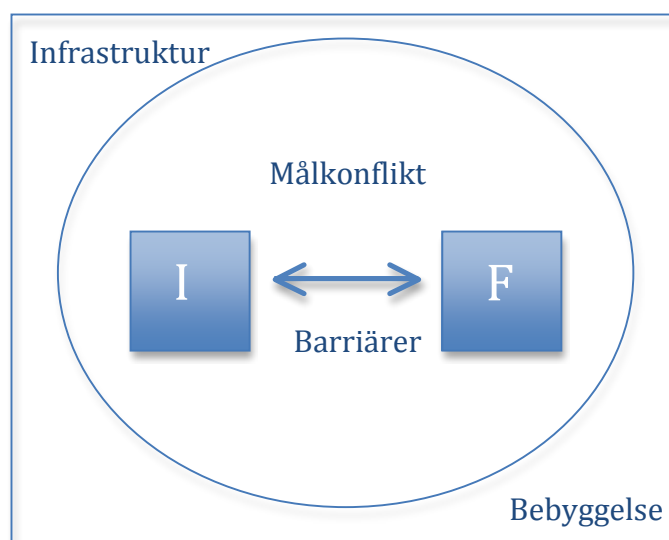 Infrastruktur
Målkonflikt
I
F
Barriärer
Bebyggelse